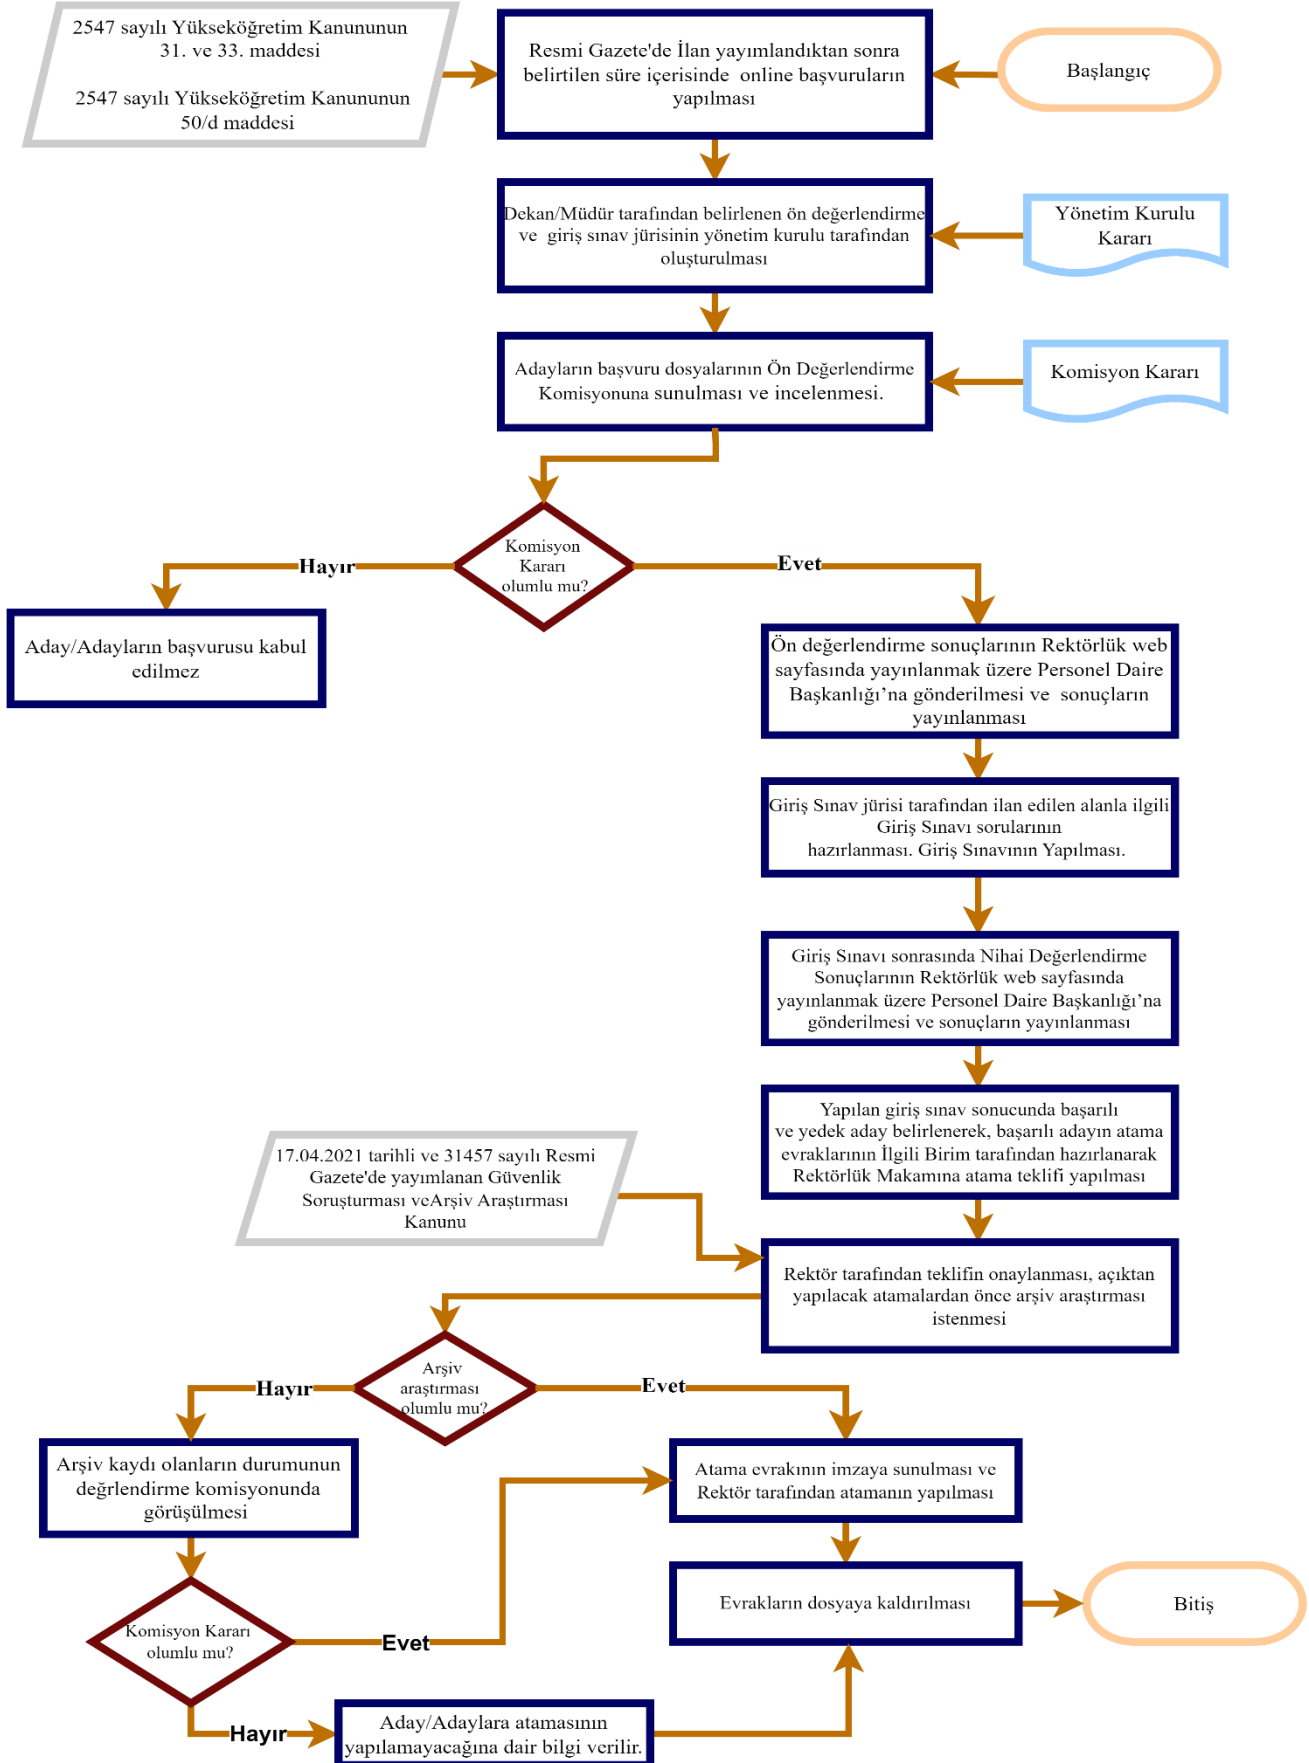 2547 sayılı Yükseköğretim Kanununun
31. ve 33. maddesi
2547 sayılı Yükseköğretim Kanununun
50/d maddesi
Resmi Gazete'de İlan yayımlandıktan sonra
belirtilen süre içerisinde online başvuruların
yapılması
Başlangıç
Dekan/Müdür tarafından belirlenen ön değerlendirme
ve giriş sınav jürisinin yönetim kurulu tarafından
oluşturulması
Yönetim Kurulu
Kararı
Adayların başvuru dosyalarının Ön Değerlendirme
Komisyonuna sunulması ve incelenmesi.
Komisyon Kararı
Komisyon
Kararı
olumlu mu?
Hayır
Evet
Aday/Adayların başvurusu kabul
edilmez
Ön değerlendirme sonuçlarının Rektörlük web
sayfasında yayınlanmak üzere Personel Daire
Başkanlığı’na gönderilmesi ve sonuçların
yayınlanması
Giriş Sınav jürisi tarafından ilan edilen alanla ilgili
Giriş Sınavı sorularının
hazırlanması. Giriş Sınavının Yapılması.
Giriş Sınavı sonrasında Nihai Değerlendirme
Sonuçlarının Rektörlük web sayfasında
yayınlanmak üzere Personel Daire Başkanlığı’na
gönderilmesi ve sonuçların yayınlanması
Yapılan giriş sınav sonucunda başarılı
ve yedek aday belirlenerek, başarılı adayın atama
evraklarının İlgili Birim tarafından hazırlanarak
Rektörlük Makamına atama teklifi yapılması
17.04.2021 tarihli ve 31457 sayılı Resmi
Gazete'de yayımlanan Güvenlik
Soruşturması veArşiv Araştırması
Kanunu
Rektör tarafından teklifin onaylanması, açıktan
yapılacak atamalardan önce arşiv araştırması
istenmesi
Arşiv
araştırması
olumlu mu?
Hayır
Evet
Arşiv kaydı olanların durumunun
değrlendirme komisyonunda
görüşülmesi
Atama evrakının imzaya sunulması ve
Rektör tarafından atamanın yapılması
Evrakların dosyaya kaldırılması
Bitiş
Komisyon Kararı
olumlu mu?
Evet
Hayır
Aday/Adaylara atamasının
yapılamayacağına dair bilgi verilir.